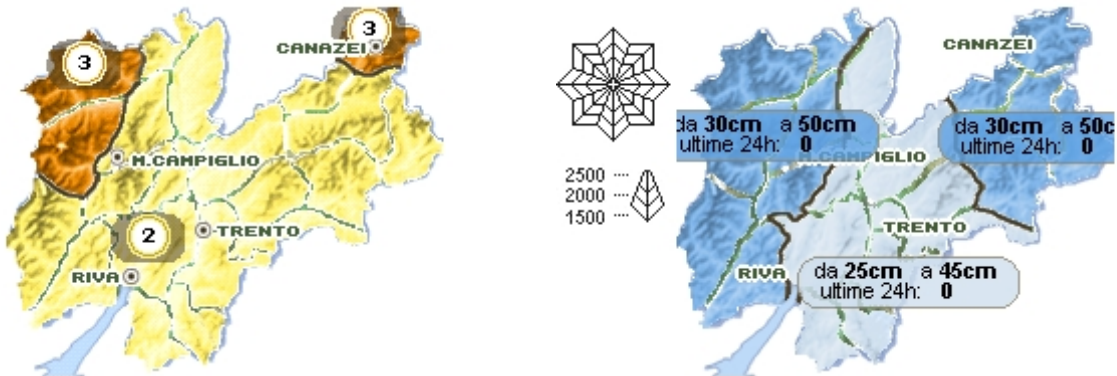 3
CANAZEI
3
M.CAMPIGLIO
2
TRENTO
RIVA
2500
2000
1500
CANAZEI
da 30cm a 50cm
ultime 24h: 0
da 30cm a 50c
ultime 24h: 0
M.CAMPIGLIO
TRENTO
RIVA
da 25cm a 45cm
ultime 24h: 0